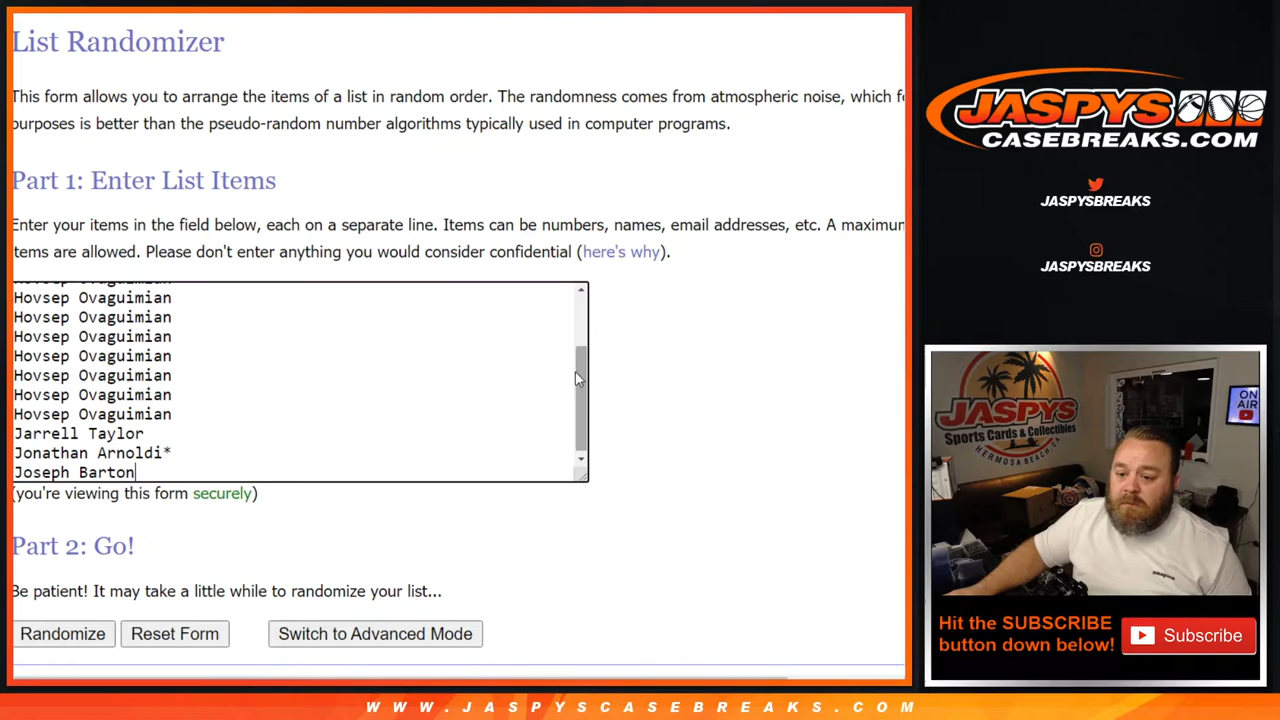 List Randomizer
This form allows you to arrange the items of a list in random order. The randomness comes from atmospheric noise, which f
purposes is better than the pseudo-random number algorithms typically used in computer programs.
Part 1: Enter List Items
Enter your items in the field below, each on a separate line. Items can be numbers, names, email addresses, etc. A maximum
items are allowed. Please don't enter anything you would consider confidential (here's why).
Hovsep Ovaguimian
Hovsep Ovaguimian
Hovsep Ovaguimian
Hovsep Ovaguimian
Hovsep Ovaguimian
Hovsep Ovaguimian
Hovsep Ovaguimian
Hovsep Ovaguimian
Jarrell Taylor
Jonathan Arnoldi*
Joseph Barton
(you're viewing this form securely)
Part 2: Go!
Be patient! It may take a little while to randomize your list...
Randomize
Reset Form
Switch to Advanced Mode
JASPYS
CASEBREAKS.COM
JASPYSBREAKS
JASPYSBREAKS
JASPYS
Sports Cards & Collectibles
HERMOSA BEACH, CA
ON
AIR
patagonia
Hit the SUBSCRIBE
button down below!
Subscribe
WWW.JASPYSCASEBREAKS.COM